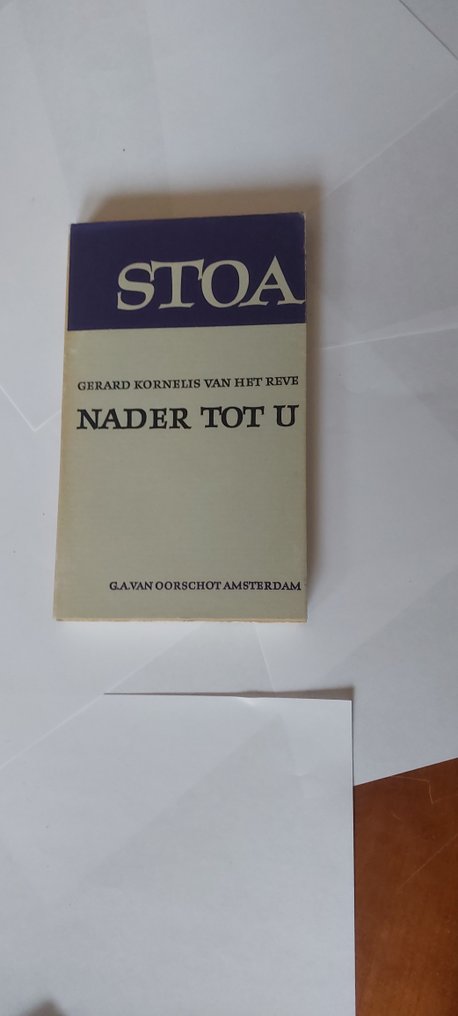 STOA
GERARD KORNELIS VAN HET REVE
NADER TOT U
G.A.VAN OORSCHOT AMSTERDAM